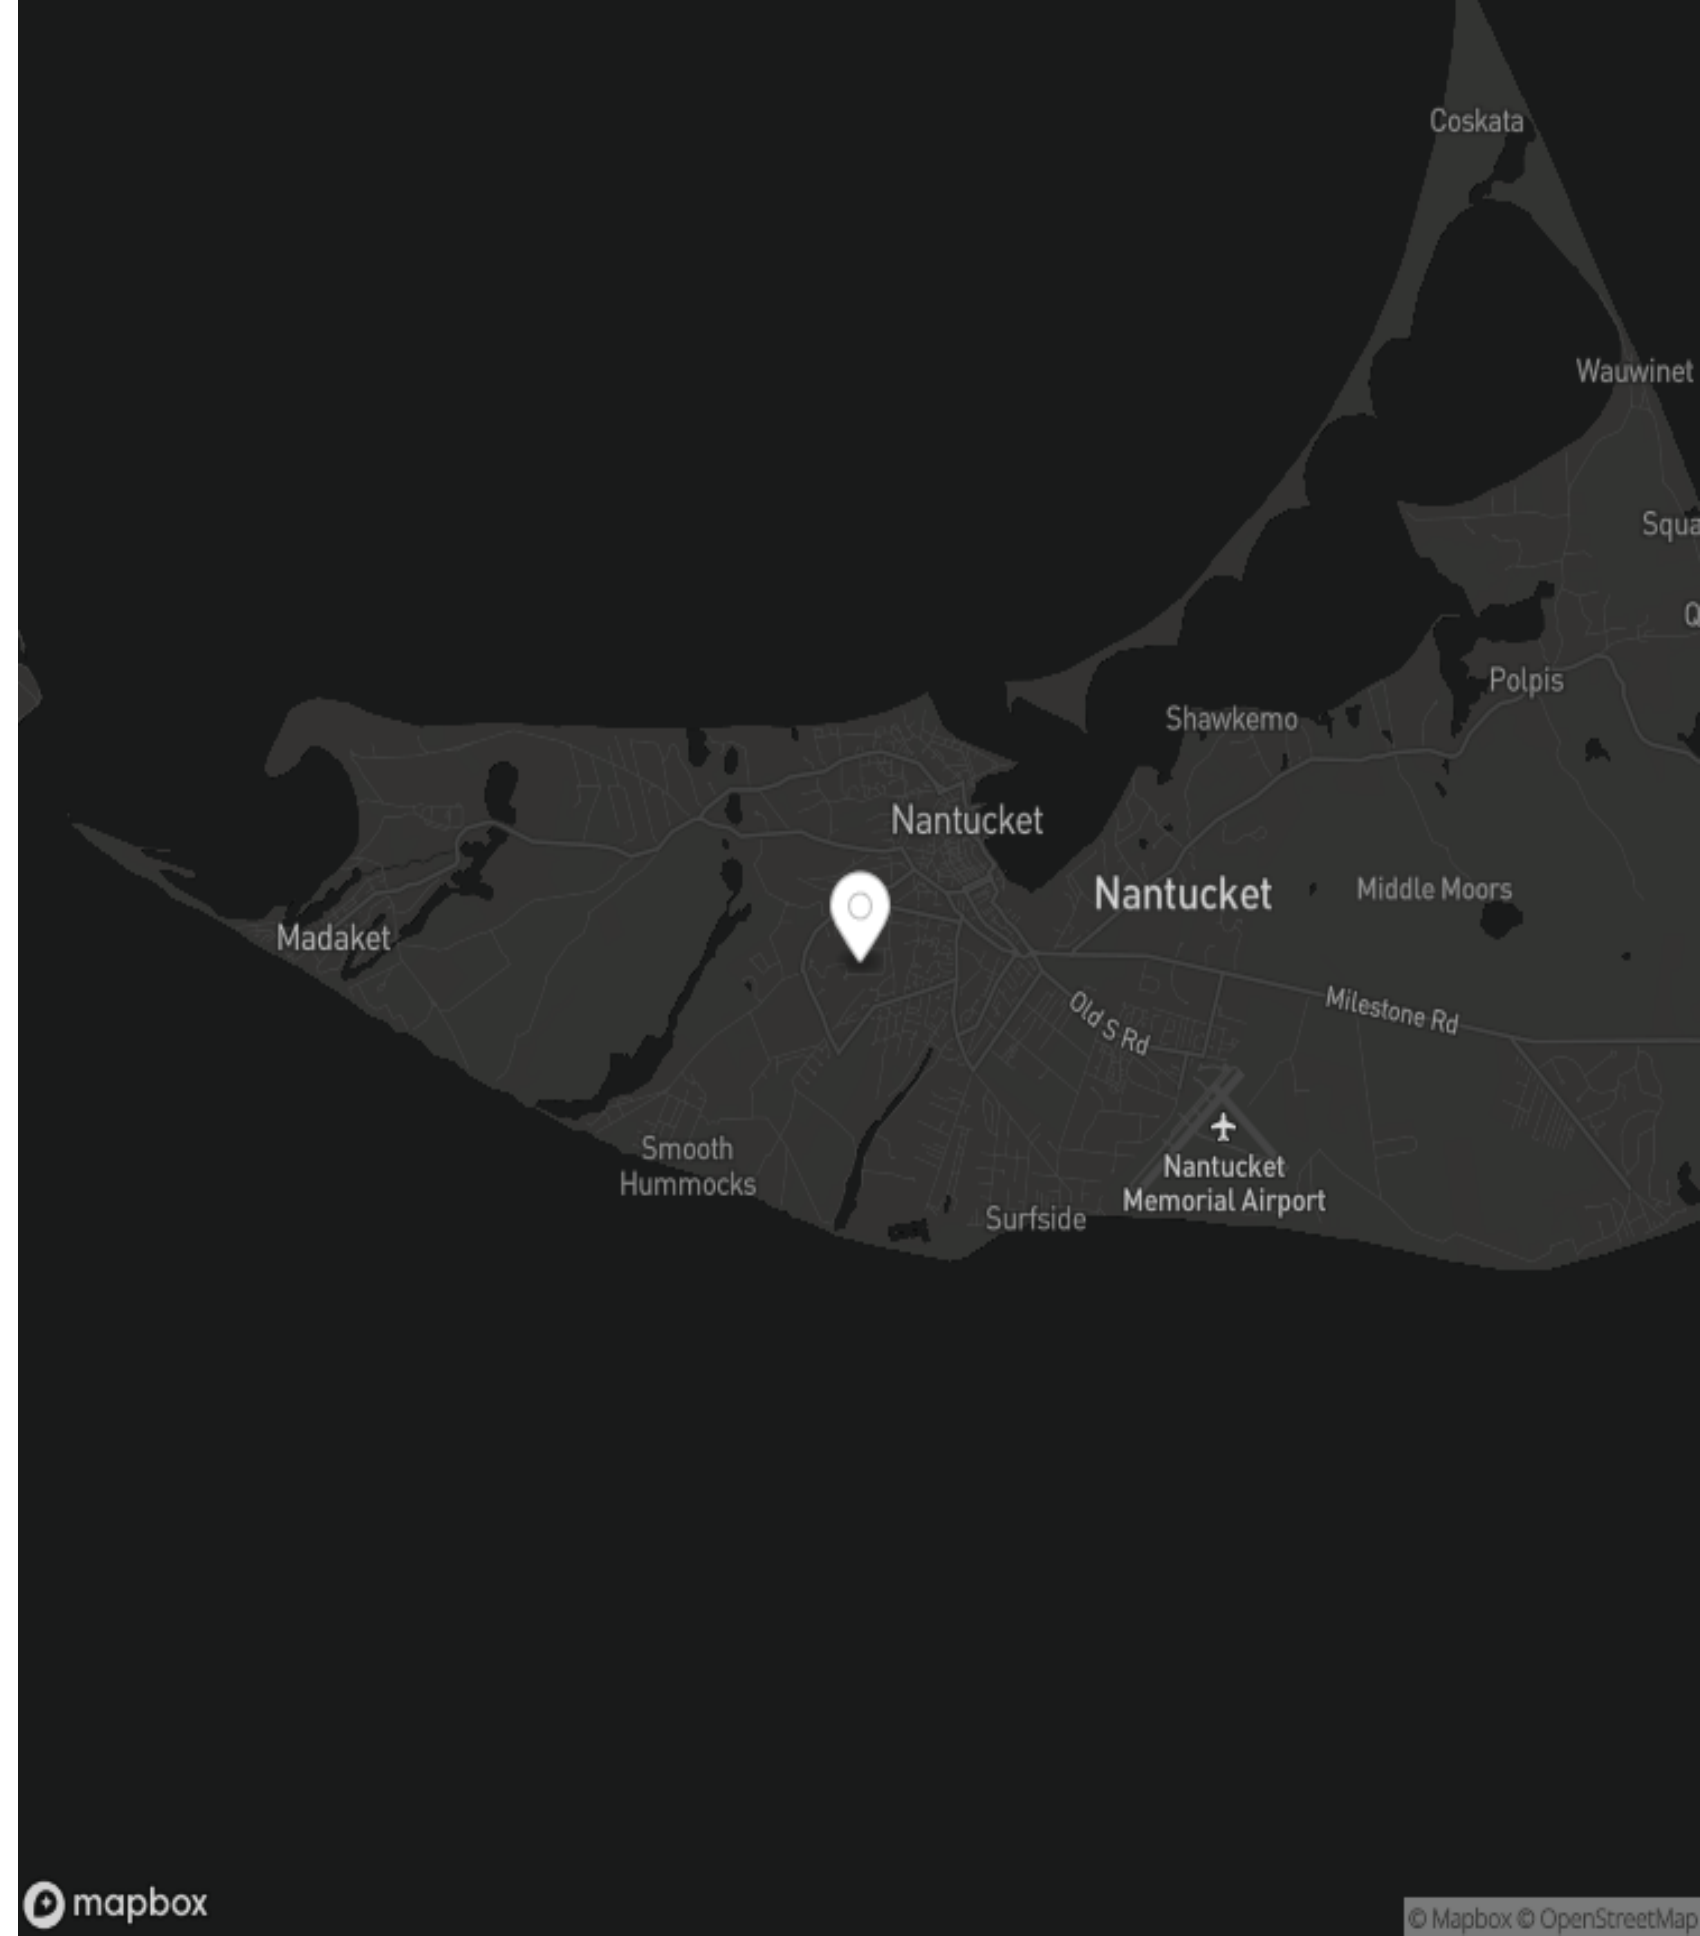 Coskata
Wauwinet
Squa
Q
Polpis
Shawkemo
Nantucket
Nantucket
Middle Moors
Madaket
Milestone Rd
Old S Rd
Nantucket
Memorial Airport
Smooth
Hummocks
Surfside
mapbox
© Mapbox © OpenStreetMap